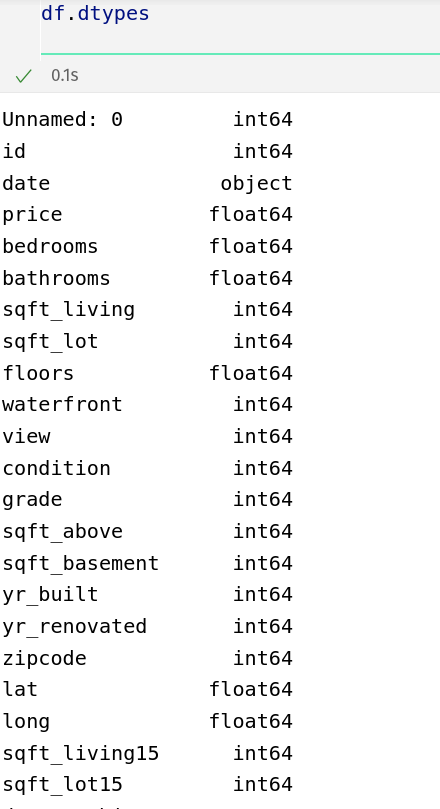 df.dtypes
0.1s
Unnamed: 0 int64
id int64
date object
price float64
bedrooms float64
bathrooms float64
sqft_living int64
sqft_lot int64
floors float64
waterfront int64
view int64
condition int64
grade int64
sqft_above int64
sqft_basement int64
yr_built int64
yr_renovated int64
zipcode int64
lat float64
long float64
sqft_living15 int64
sqft_lot15 int64